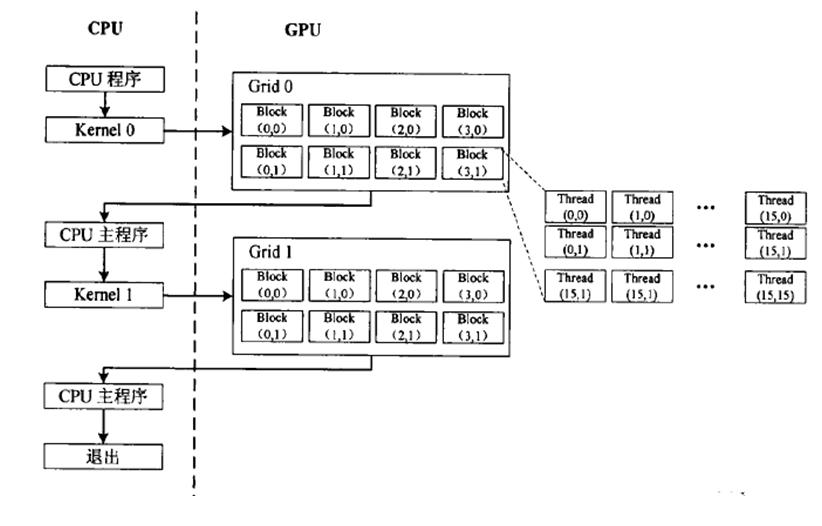 CPU
GPU
CPU 程序
Kernel 0
Grid 0
Block
(0,0)
Block
(1,0)
Block
(2,0)
Block
(3,0)
Block
(0,1)
Block
(1,1)
Block
(2,1)
Block
(3,1)
Thread
(0,0)
Thread
(1,0)
...
Thread
(15,0)
Thread
(0,1)
Thread
(1,1)
...
Thread
(15,1)
Thread
(15,1)
Thread
(15,1)
...
Thread
(15,15)
CPU 主程序
Kernel 1
Grid 1
Block
(0,0)
Block
(1,0)
Block
(2,0)
Block
(3,0)
Block
(0,1)
Block
(1,1)
Block
(2,1)
Block
(3,1)
CPU 主程序
退出